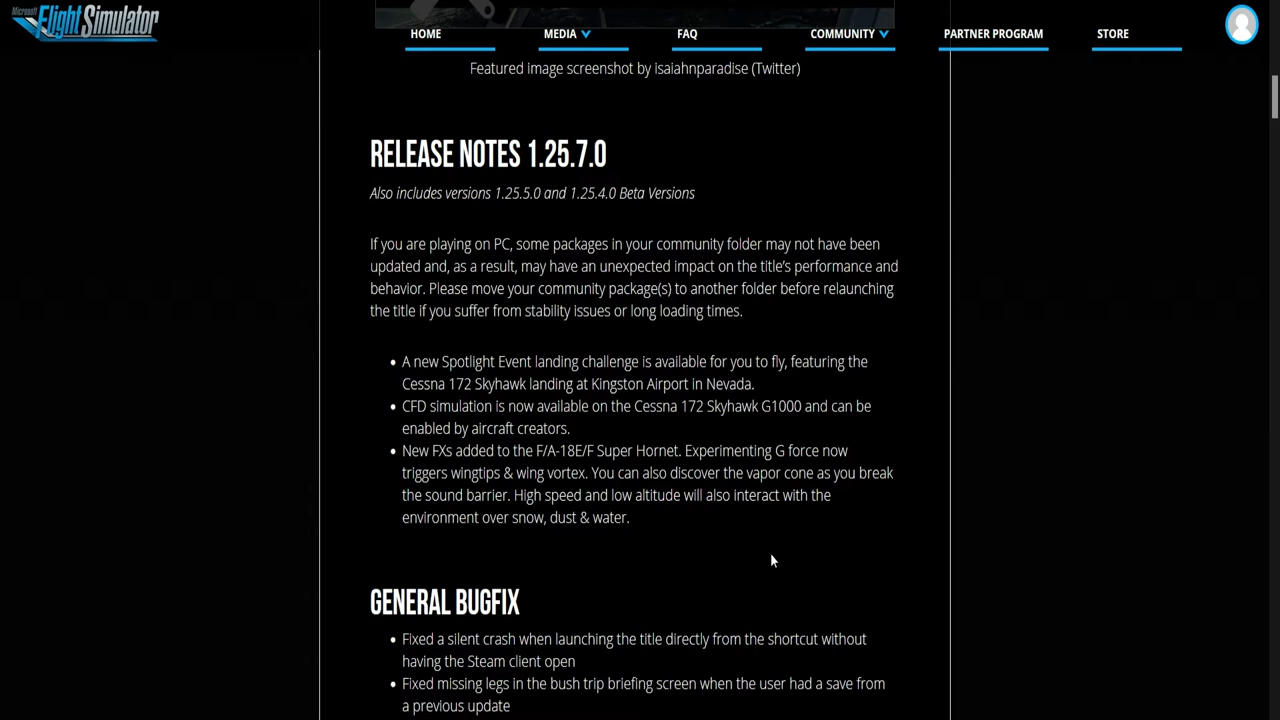 Microsoft
Flight Simulator
HOME
MEDIA
FAQ
COMMUNITY
PARTNER PROGRAM
STORE
Featured image screenshot by isaiahnparadise (Twitter)
RELEASE NOTES 1.25.7.0
Also includes versions 1.25.5.0 and 1.25.4.0 Beta Versions
If you are playing on PC, some packages in your community folder may not have been
updated and, as a result, may have an unexpected impact on the title's performance and
behavior. Please move your community package(s) to another folder before relaunching
the title if you suffer from stability issues or long loading times.
• A new Spotlight Event landing challenge is available for you to fly, featuring the
Cessna 172 Skyhawk landing at Kingston Airport in Nevada.
• CFD simulation is now available on the Cessna 172 Skyhawk G1000 and can be
enabled by aircraft creators.
• New FXs added to the F/A-18E/F Super Hornet. Experimenting G force now
triggers wingtips & wing vortex. You can also discover the vapor cone as you break
the sound barrier. High speed and low altitude will also interact with the
environment over snow, dust & water.
GENERAL BUGFIX
• Fixed a silent crash when launching the title directly from the shortcut without
having the Steam client open
• Fixed missing legs in the bush trip briefing screen when the user had a save from
a previous update